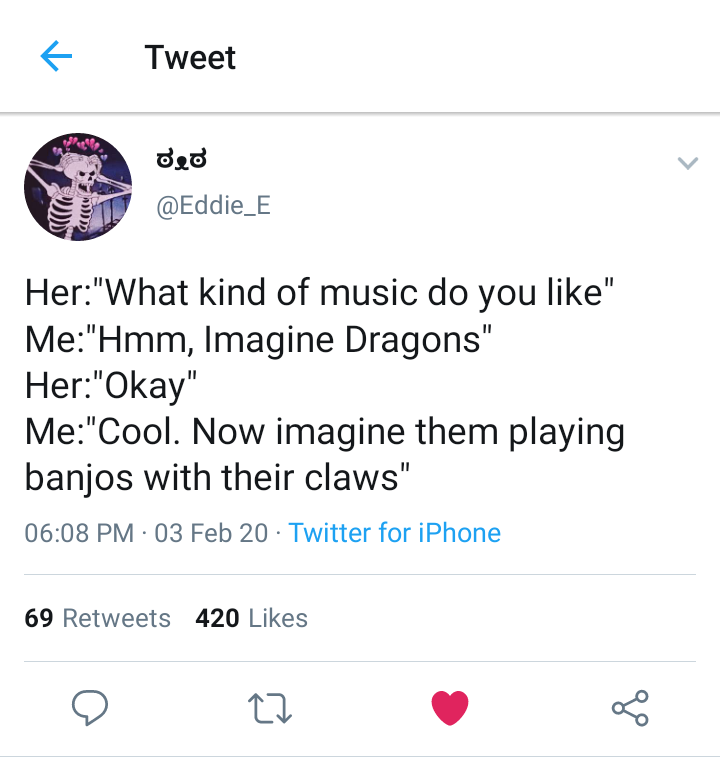 Tweet
ಠ_ಠ
@Eddie_E
Her:"What kind of music do you like"
Me:"Hmm, Imagine Dragons"
Her:"Okay"
Me:"Cool. Now imagine them playing
banjos with their claws"
06:08 PM · 03 Feb 20 · Twitter for iPhone
69 Retweets 420 Likes